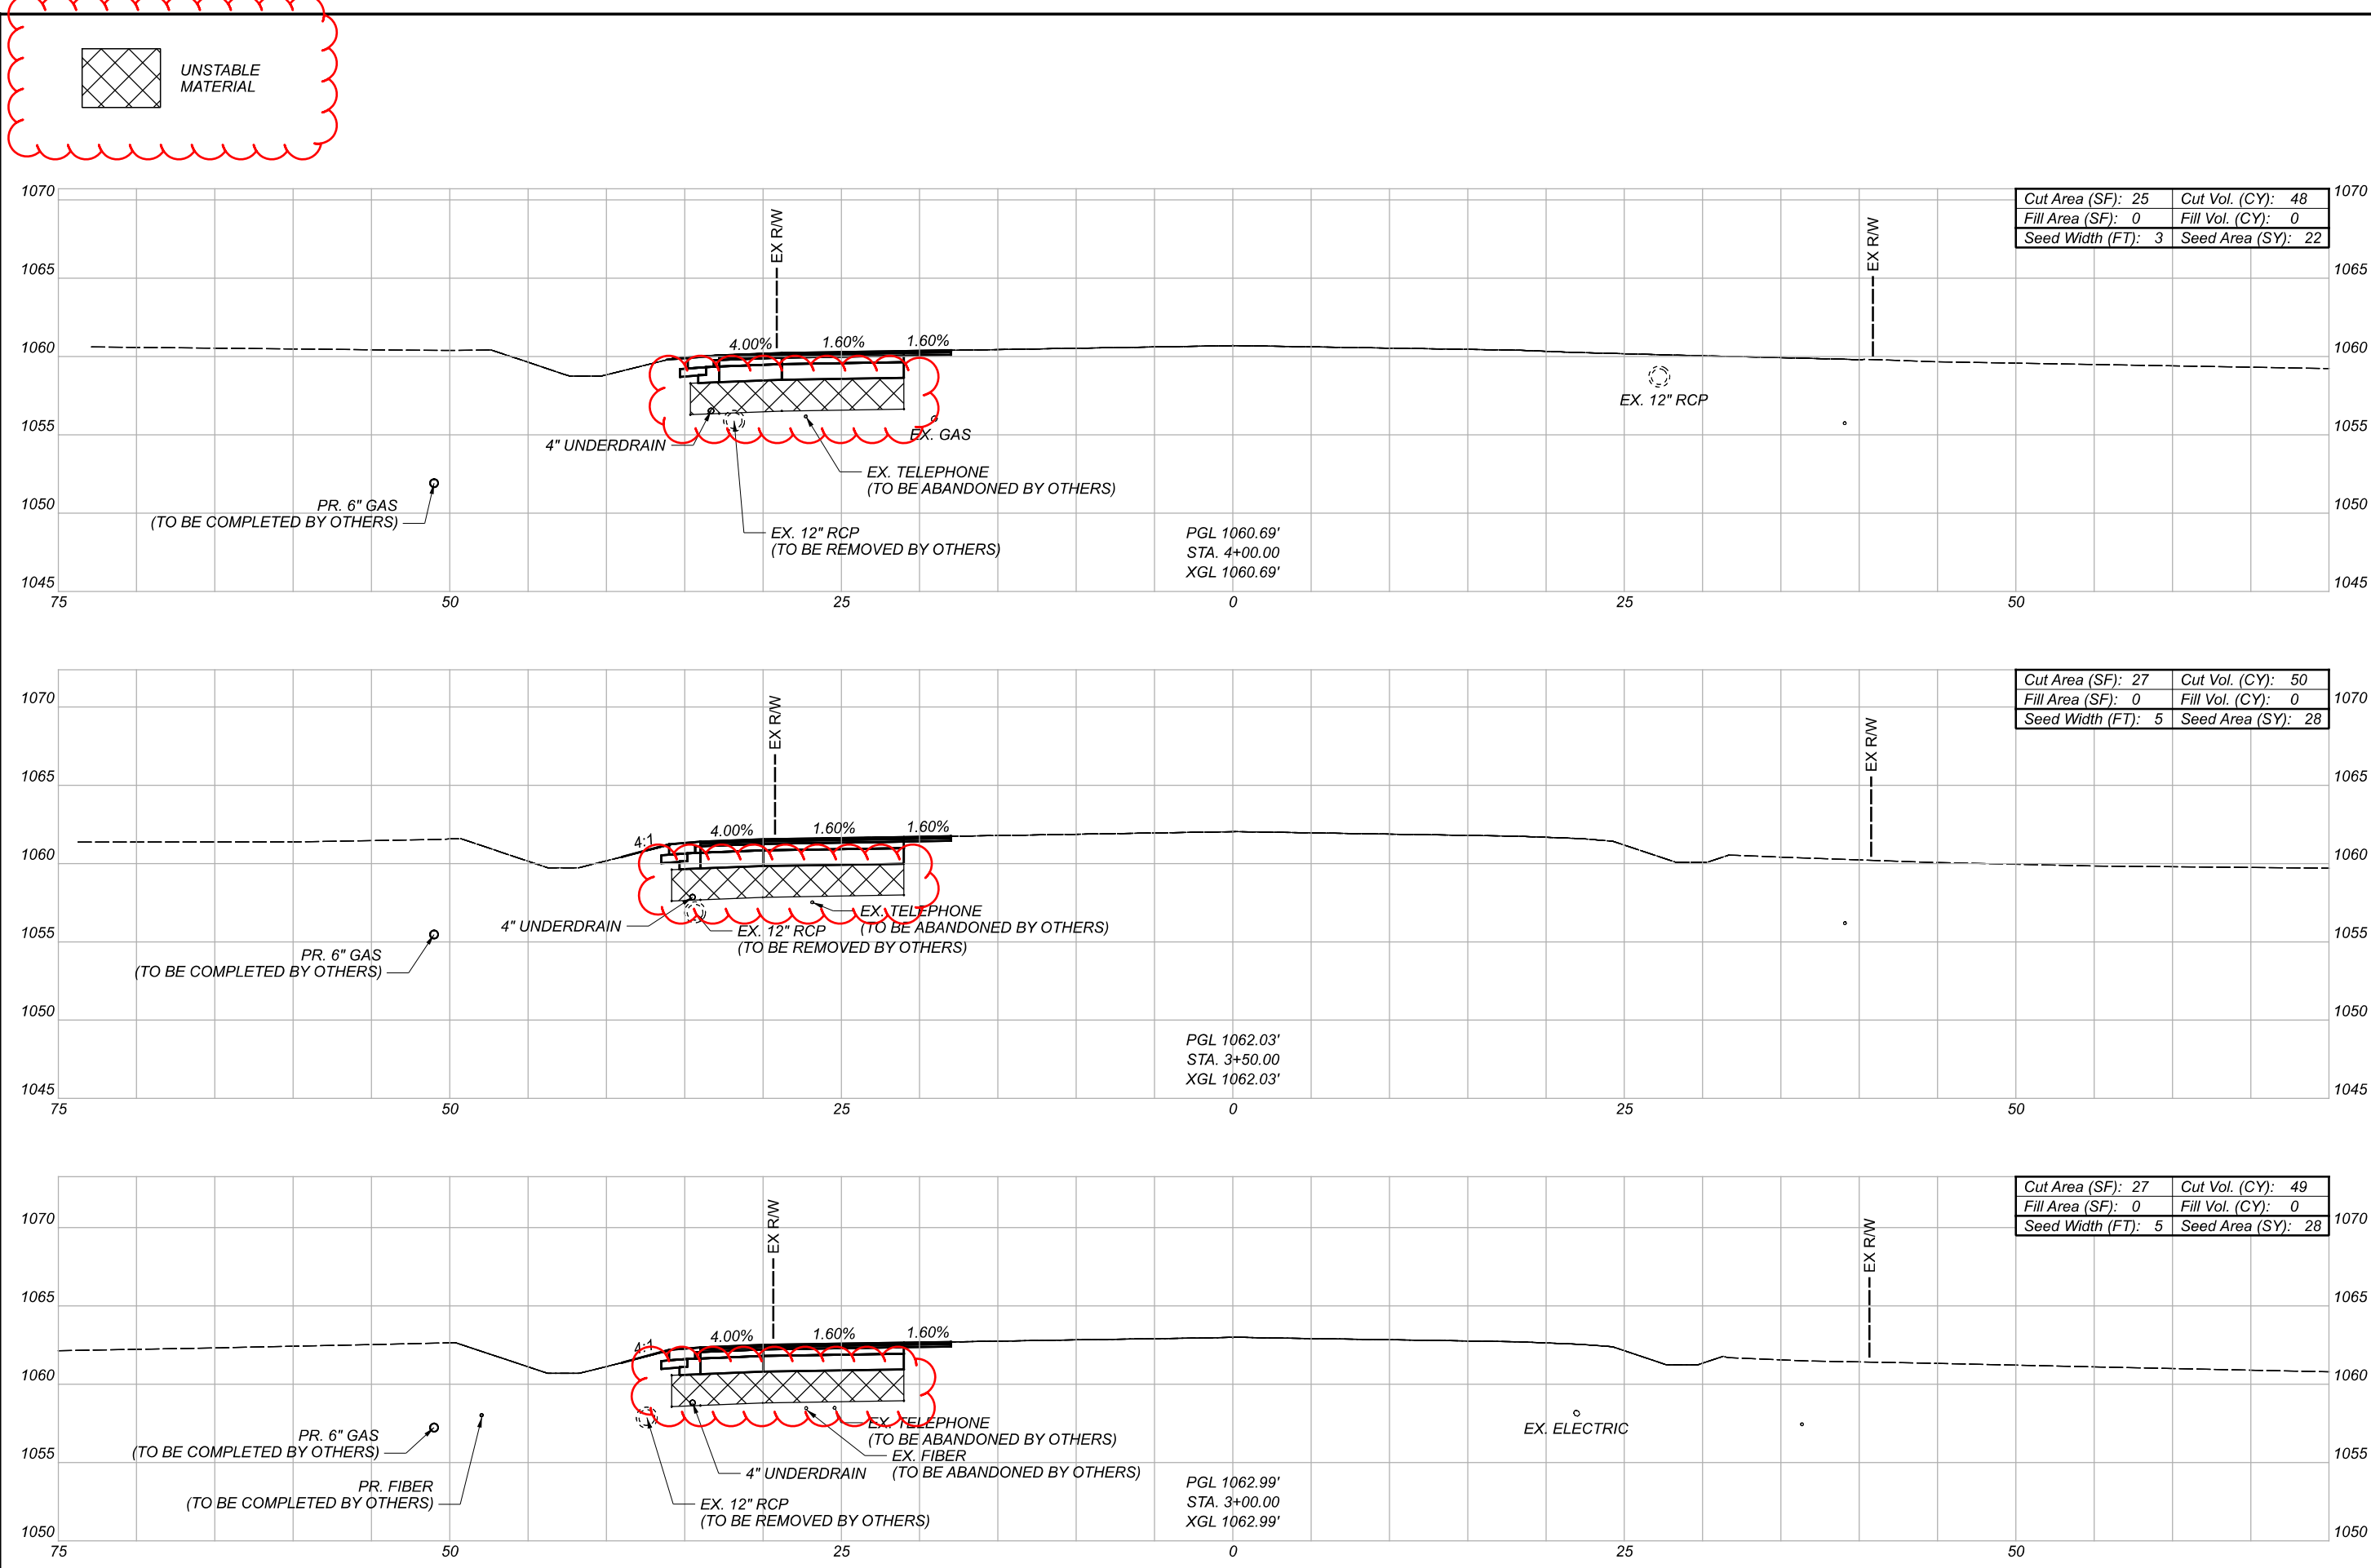 UNSTABLE
MATERIAL
Cut Area (SF): 25 Cut Vol. (CY): 48
Fill Area (SF): 0 Fill Vol. (CY): 0
Seed Width (FT): 3 Seed Area (SY): 22
1070 1070
EX R/W EX R/W
1065 1065
1060 1060
4.00% 1.60% 1.60%
EX. 12" RCP
1055 1055
4" UNDERDRAIN
EX. GAS
EX. TELEPHONE
(TO BE ABANDONED BY OTHERS)
1050 1050
PR. 6" GAS
(TO BE COMPLETED BY OTHERS)
EX. 12" RCP
(TO BE REMOVED BY OTHERS)
PGL 1060.69'
STA. 4+00.00
XGL 1060.69'
1045 1045
75 50 25 0 25 50
Cut Area (SF): 27 Cut Vol. (CY): 50
Fill Area (SF): 0 Fill Vol. (CY): 0
Seed Width (FT): 5 Seed Area (SY): 28
1070 1070
EX R/W EX R/W
1065 1065
4:1 4.00% 1.60% 1.60%
1060 1060
4" UNDERDRAIN
EX. TELEPHONE
(TO BE ABANDONED BY OTHERS)
EX. 12" RCP
(TO BE REMOVED BY OTHERS)
1055 1055
PR. 6" GAS
(TO BE COMPLETED BY OTHERS)
1050 1050
PGL 1062.03'
STA. 3+50.00
XGL 1062.03'
1045 1045
75 50 25 0 25 50
Cut Area (SF): 27 Cut Vol. (CY): 49
Fill Area (SF): 0 Fill Vol. (CY): 0
Seed Width (FT): 5 Seed Area (SY): 28
1070 1070
EX R/W EX R/W
1065 1065
4:1 4.00% 1.60% 1.60%
1060 1060
EX. TELEPHONE
(TO BE ABANDONED BY OTHERS)
EX. ELECTRIC
PR. 6" GAS
(TO BE COMPLETED BY OTHERS)
1055 1055
EX. FIBER
(TO BE ABANDONED BY OTHERS)
4" UNDERDRAIN
PR. FIBER
(TO BE COMPLETED BY OTHERS)
EX. 12" RCP
(TO BE REMOVED BY OTHERS)
PGL 1062.99'
STA. 3+00.00
XGL 1062.99'
1050 1050
75 50 25 0 25 50